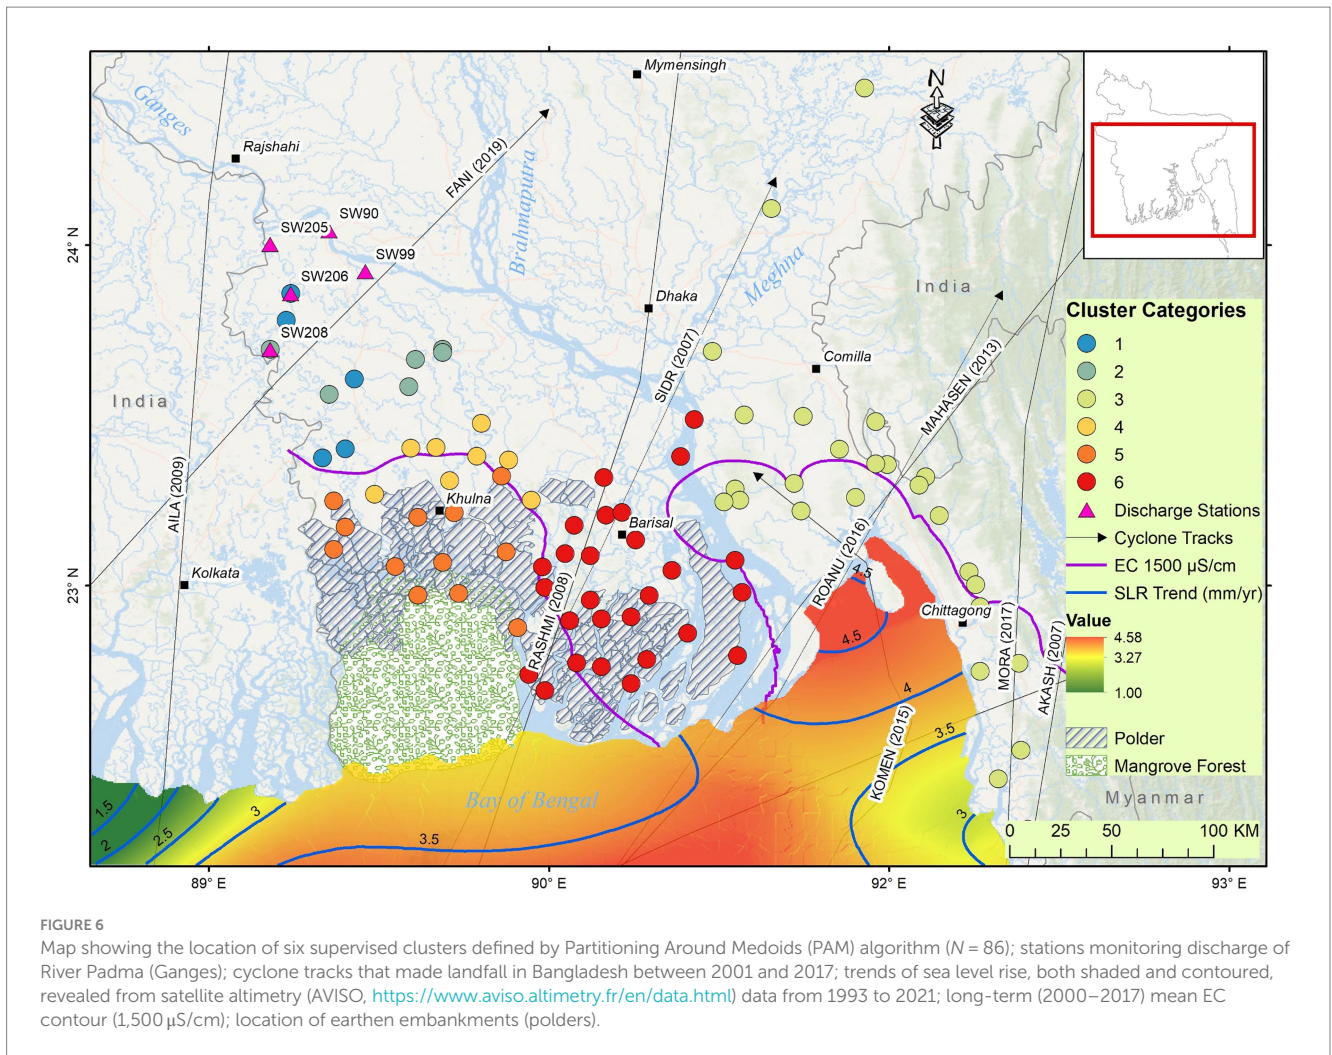 Mymensingh
N
Ganges
Rajshahi
FANI (2019)
Brahmapura
SW90
SW205
24° N
SW99
Meghna
SW206
India
Dhaka
Cluster Categories
1
SW208
SIDR (2007)
Comilla
MAHASEN (2013)
2
India
3
4
5
AILA (2009)
6
Khulna
Discharge Stations
Barisal
Cyclone Tracks
ROANU (2016)
EC 1500 µS/cm
4.5
23° N
Kolkata
SLR Trend (mm/yr)
RASHMI (2008)
Chittagong
Value
4.5
4.58
3.27
1.00
MORA (2017)
AKASH (2007)
4
3.5
KOMEN (2015)
Polder
Mangrove Forest
Bay of Bengal
Myanmar
1.5
2
2.5
3
3.5
3
0 25 50 100 KM
89° E
90° E
92° E
93° E
FIGURE 6
Map showing the location of six supervised clusters defined by Partitioning Around Medoids (PAM) algorithm (N = 86); stations monitoring discharge of
River Padma (Ganges); cyclone tracks that made landfall in Bangladesh between 2001 and 2017; trends of sea level rise, both shaded and contoured,
revealed from satellite altimetry (AVISO, https://www.aviso.altimetry.fr/en/data.html) data from 1993 to 2021; long-term (2000–2017) mean EC
contour (1,500 µS/cm); location of earthen embankments (polders).